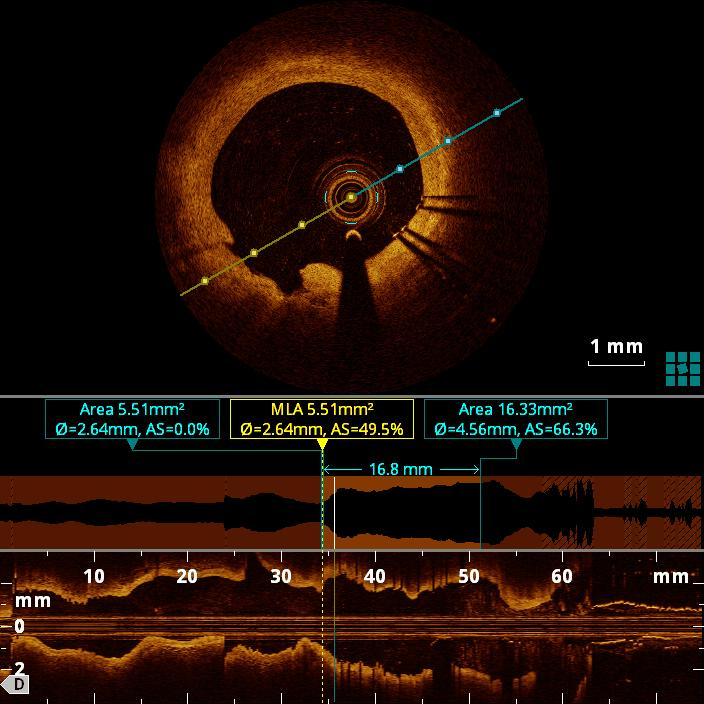 1 mm
Area 5.51mm²
Ø=2.64mm, AS=0.0%
MLA 5.51mm²
Ø=2.64mm, AS=49.5%
Area 16.33mm²
Ø=4.56mm, AS=66.3%
16.8 mm
10 20 30 40 50 60 mm
mm
0
2
D